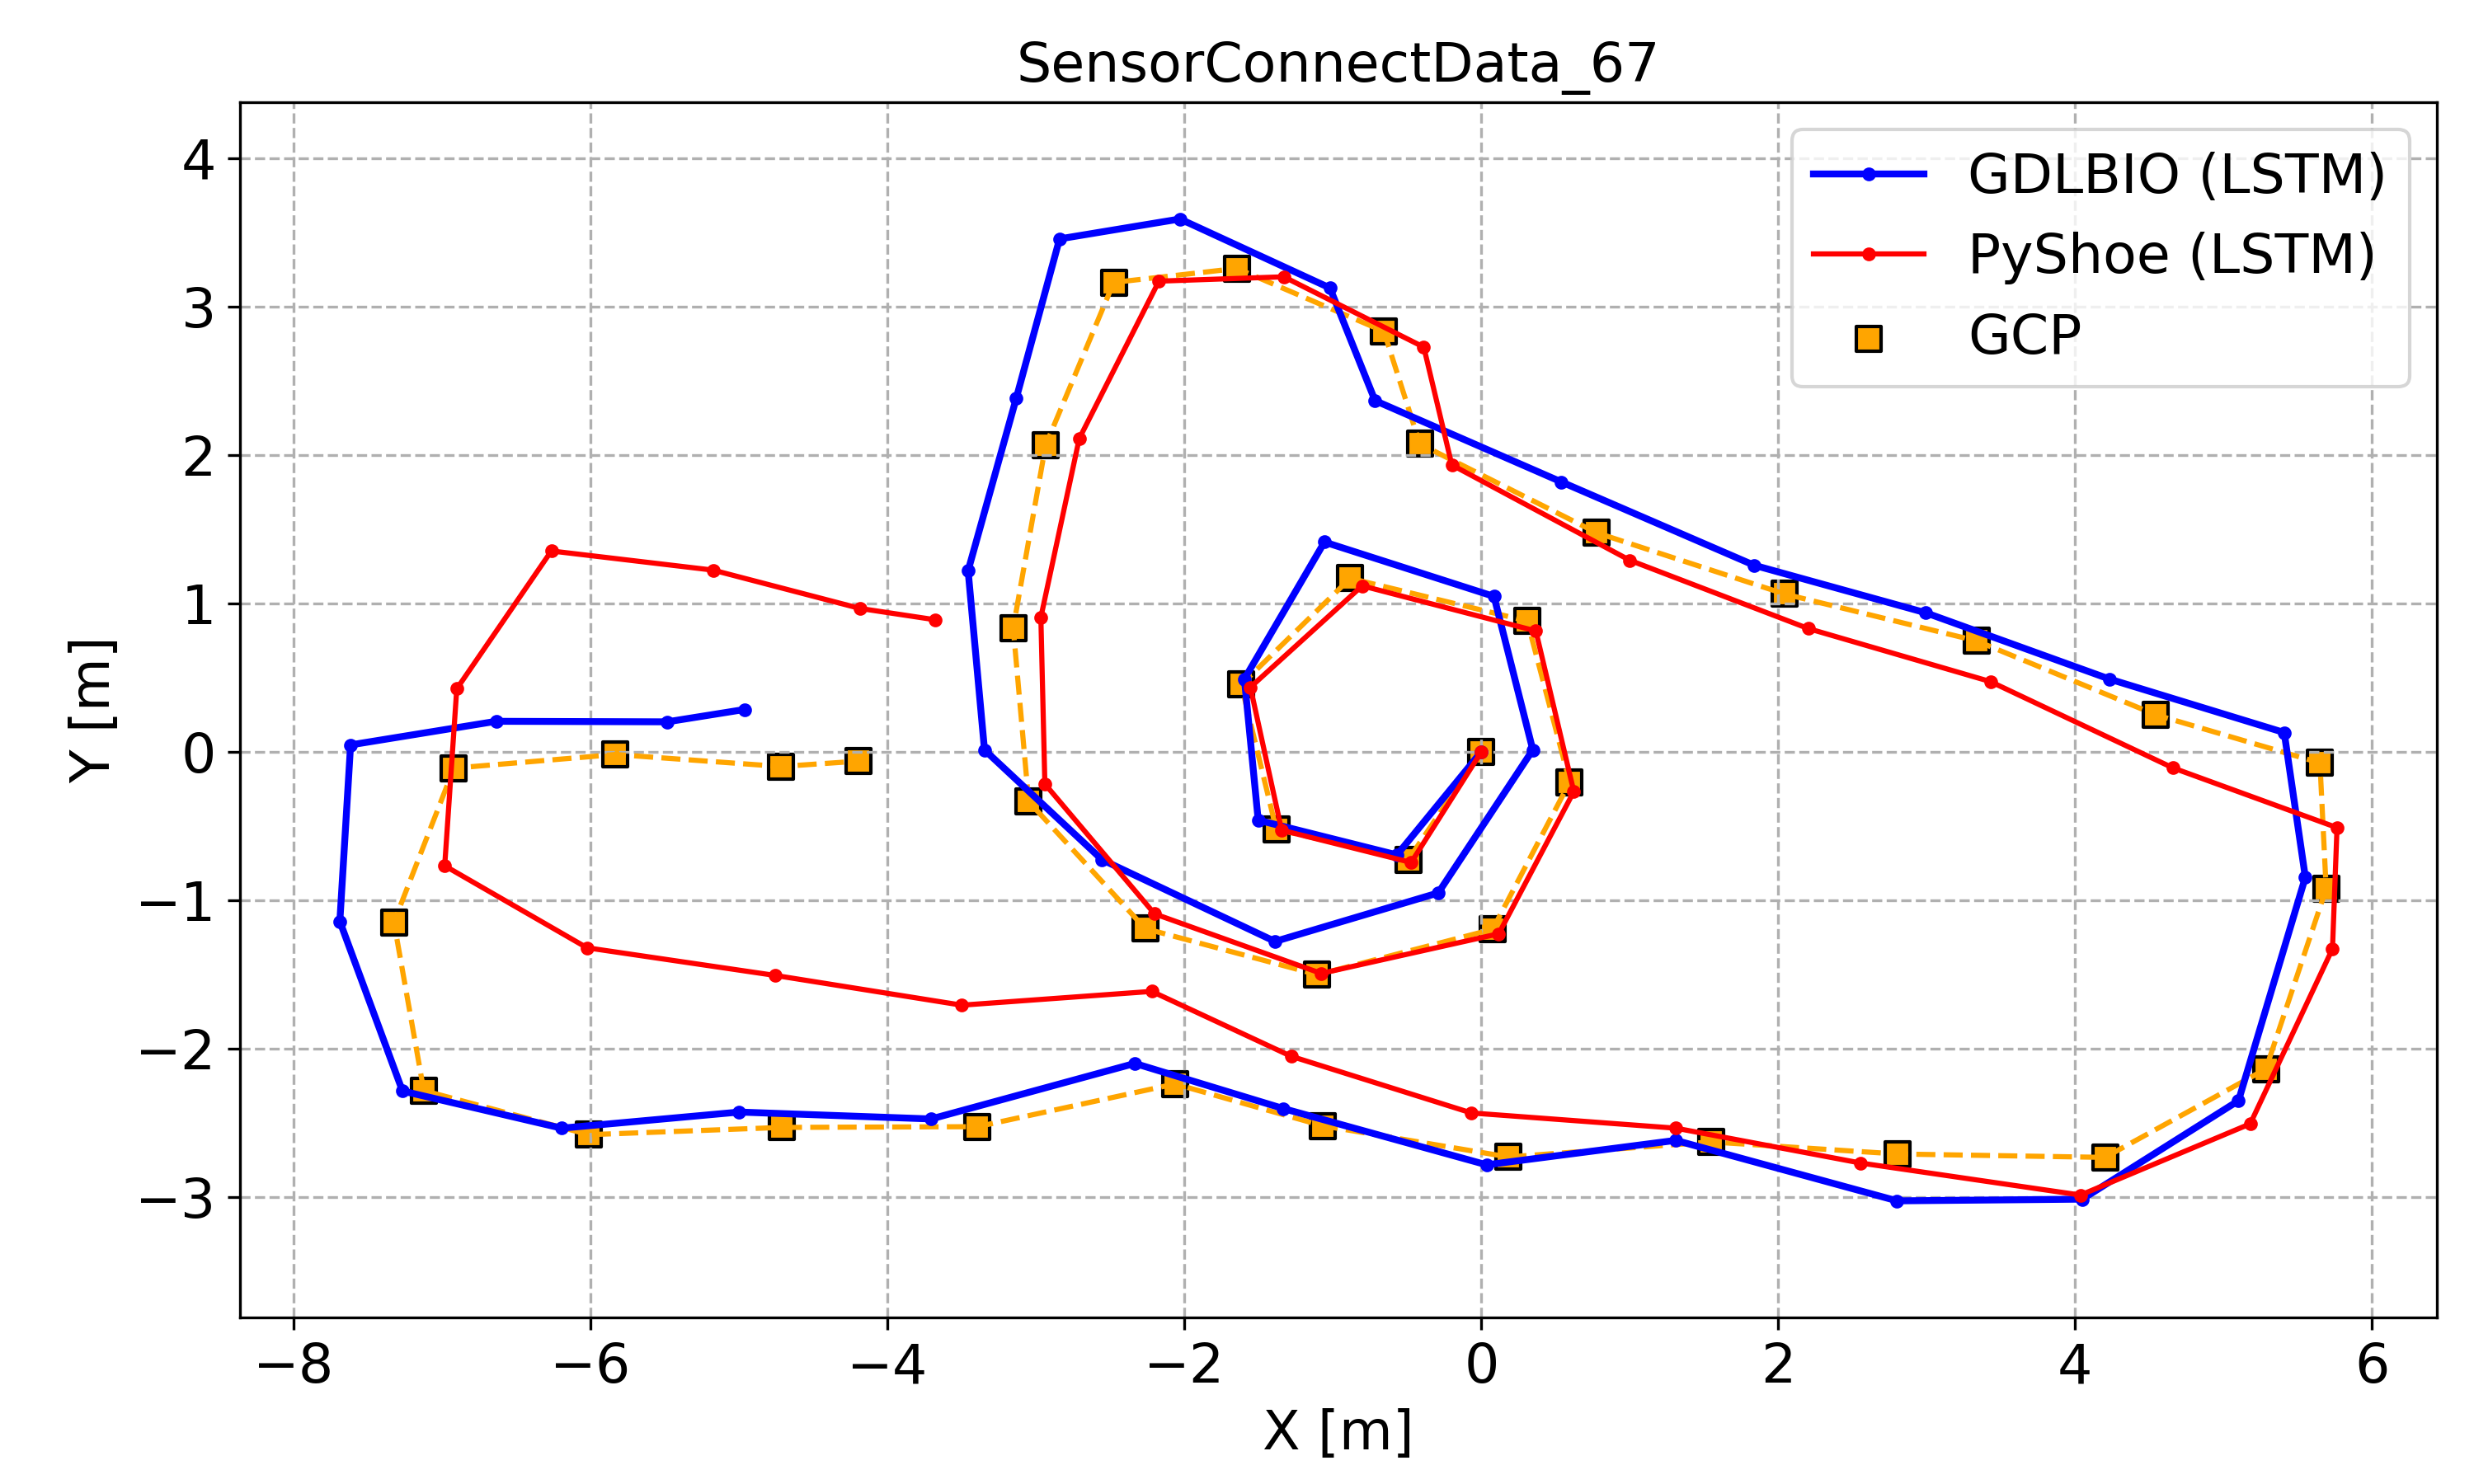 SensorConnectData_67
GDLBIO (LSTM)
PyShoe (LSTM)
GCP
Y [m]
4
3
2
1
0
−1
−2
−3
−8 −6 −4 −2 0 2 4 6
X [m]